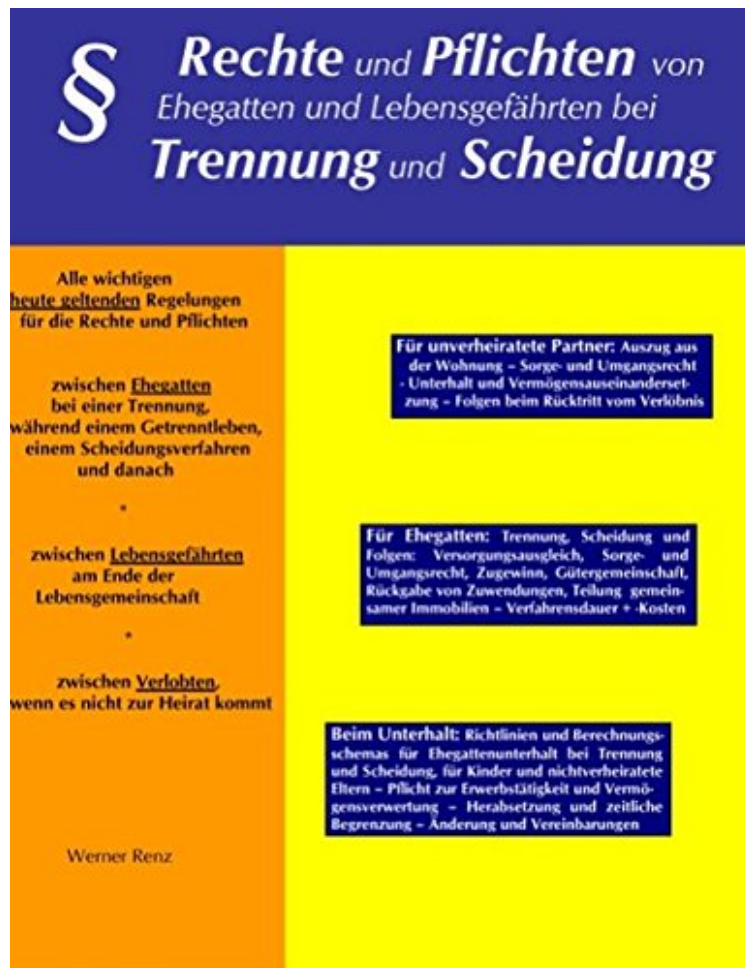 § Rechte und Pflichten von
Ehegatten und Lebensgefährten bei
Trennung und Scheidung
Alle wichtigen
heute geltenden Regelungen
für die Rechte und Pflichten
zwischen Ehegatten
bei einer Trennung,
während einem Getrenntleben,
einem Scheidungsverfahren
und danach
*
zwischen Lebensgefährten
am Ende der
Lebensgemeinschaft
*
zwischen Verlobten,
wenn es nicht zur Heirat kommt
Werner Renz
Für unverheiratete Partner: Auszug aus
der Wohnung – Sorge- und Umgangsrecht
- Unterhalt und Vermögensauseinanderset-
zung – Folgen beim Rücktritt vom Verlöbnis
Für Ehegatten: Trennung, Scheidung und
Folgen: Versorgungsausgleich, Sorge- und
Umgangsrecht, Zugewinn, Gütergemeinschaft,
Rückgabe von Zuwendungen, Teilung gemein-
samer Immobilien – Verfahrensdauer + -Kosten
Beim Unterhalt: Richtlinien und Berechnungs-
schemas für Ehegattenunterhalt bei Trennung
und Scheidung, für Kinder und nichtverheiratete
Eltern – Pflicht zur Erwerbstätigkeit und Vermö-
gensverwertung – Herabsetzung und zeitliche
Begrenzung – Änderung und Vereinbarungen